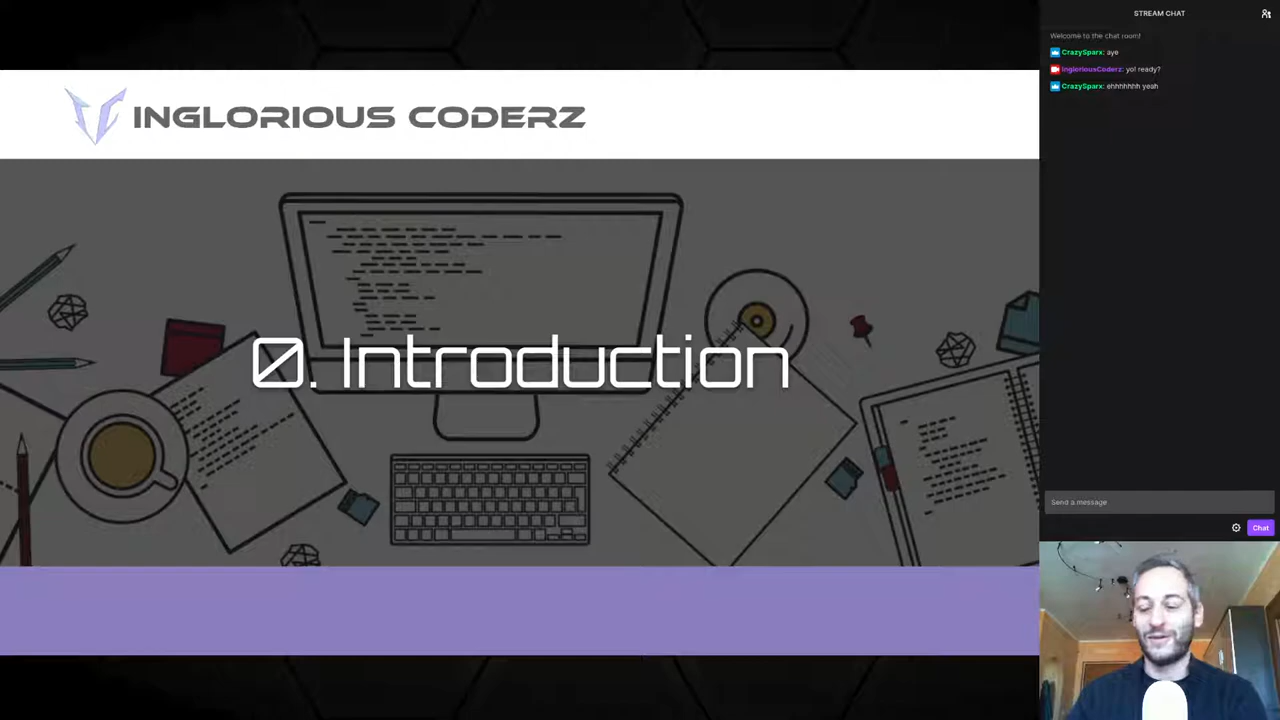 STREAM CHAT
INGLORIOUS CODERZ
0. Introduction
Welcome to the chat room!
CrazySparx: aye
IngloriousCoderz: yo! ready?
CrazySparx: ehhhhhhh yeah
Send a message
Chat